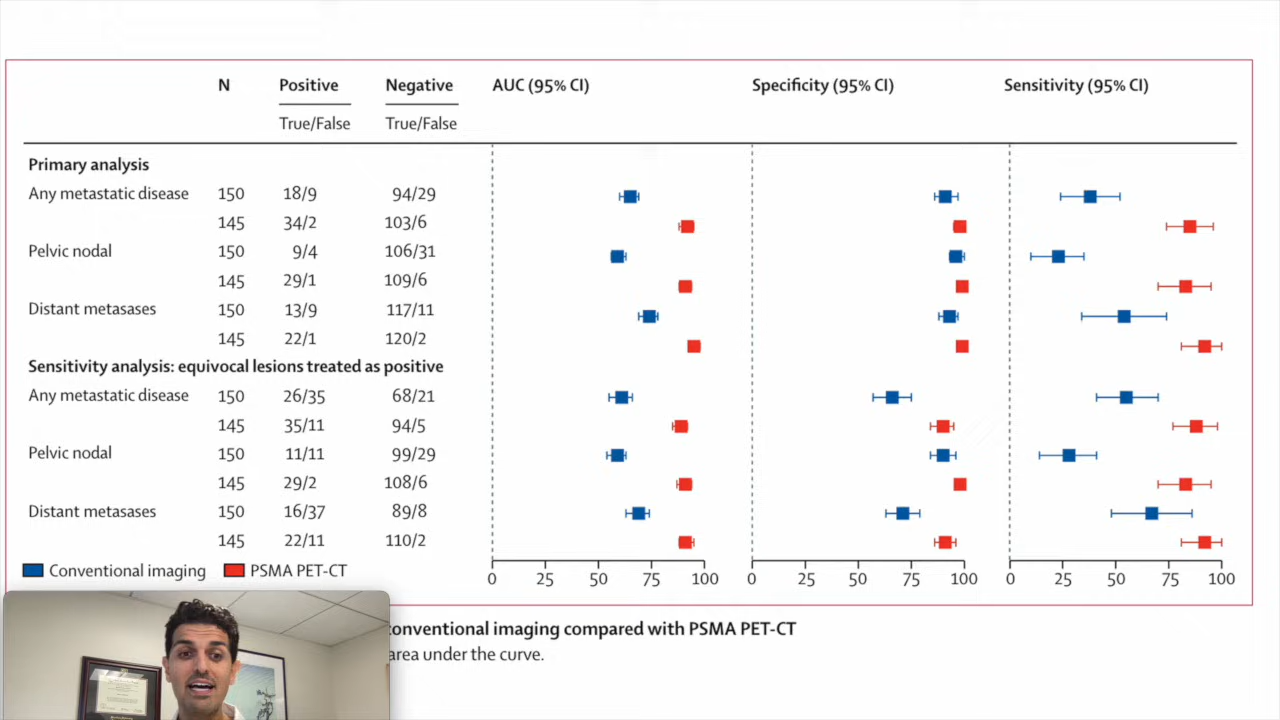 N Positive Negative AUC (95% CI) Specificity (95% CI) Sensitivity (95% CI)
True/False True/False
Primary analysis
Any metastatic disease 150 18/9 94/29
145 34/2 103/6
Pelvic nodal 150 9/4 106/31
145 29/1 109/6
Distant metasases 150 13/9 117/11
145 22/1 120/2
Sensitivity analysis: equivocal lesions treated as positive
Any metastatic disease 150 26/35 68/21
145 35/11 94/5
Pelvic nodal 150 11/11 99/29
145 29/2 108/6
Distant metasases 150 16/37 89/8
145 22/11 110/2
Conventional imaging PSMA PET-CT
0 25 50 75 100 0 25 50 75 100 0 25 50 75 100
conventional imaging compared with PSMA PET-CT
area under the curve.